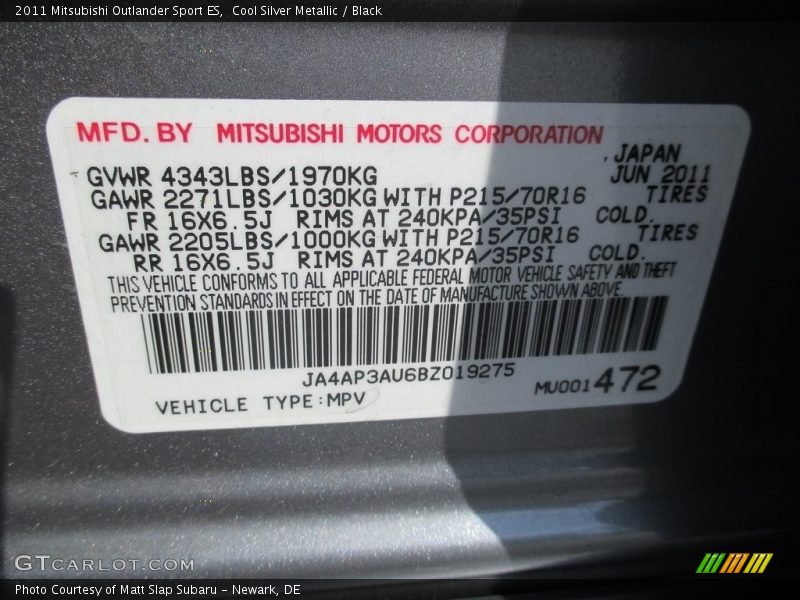 2011 Mitsubishi Outlander Sport ES,  Cool Silver Metallic / Black
MFD. BY MITSUBISHI MOTORS CORPORATION
.JAPAN
GVWR 4343LBS/1970KG JUN 2011
GAWR 2271LBS/1030KG WITH P215/70R16 TIRES
FR 16X6.5J RIMS AT 240KPA/35PSI COLD.
GAWR 2205LBS/1000KG WITH P215/70R16 TIRES
RR 16X6.5J RIMS AT 240KPA/35PSI COLD.
THIS VEHICLE CONFORMS TO ALL APPLICABLE FEDERAL MOTOR VEHICLE SAFETY AND THEFT
PREVENTION STANDARDS IN EFFECT ON THE DATE OF MANUFACTURE SHOWN ABOVE.
JA4AP3AU6BZ019275
VEHICLE TYPE:MPV MU001472
GTCARLOT.COM
Photo Courtesy of Matt Slap Subaru - Newark, DE